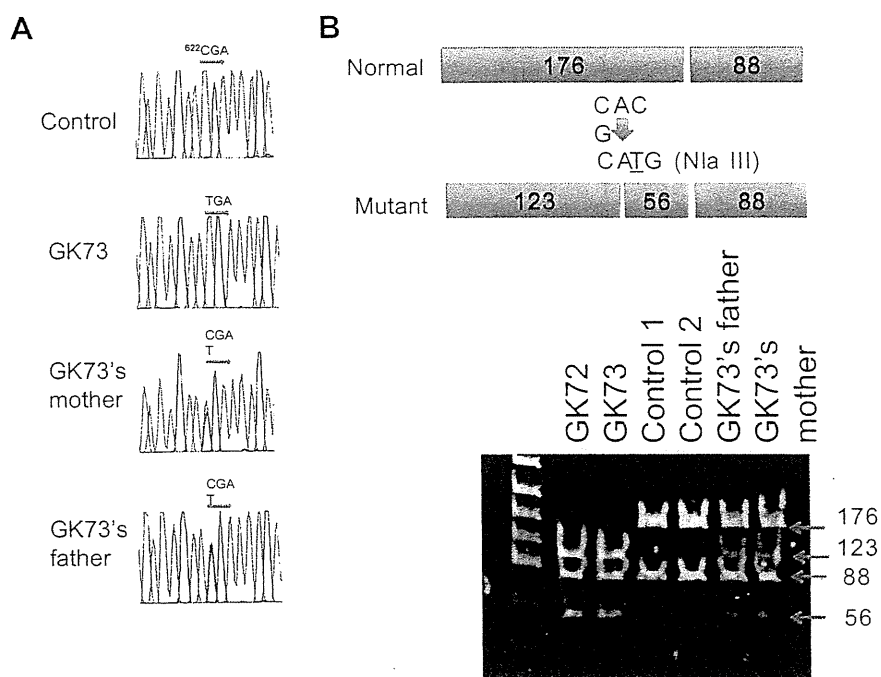 A
622CGA
Control
TGA
GK73
CGA
T
GK73's
mother
CGA
T
GK73's
father
B
Normal
176
88
CAC
G
CATG (Nla III)
Mutant
123
56
88
GK72
GK73
Control 1
Control 2
GK73's father
GK73's
mother
176
123
88
56